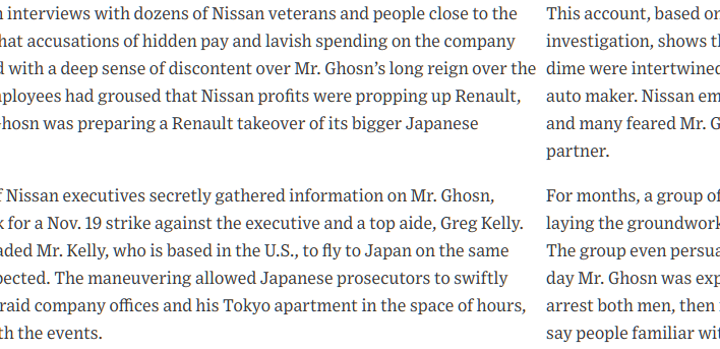 interviews with dozens of Nissan veterans and people close to the
hat accusations of hidden pay and lavish spending on the company
d with a deep sense of discontent over Mr. Ghosn’s long reign over the
ployees had groused that Nissan profits were propping up Renault,
hosn was preparing a Renault takeover of its bigger Japanese
f Nissan executives secretly gathered information on Mr. Ghosn,
k for a Nov. 19 strike against the executive and a top aide, Greg Kelly.
aded Mr. Kelly, who is based in the U.S., to fly to Japan on the same
pected. The maneuvering allowed Japanese prosecutors to swiftly
raid company offices and his Tokyo apartment in the space of hours,
th the events.
This account, based on
investigation, shows t
dime were intertwined
auto maker. Nissan em
and many feared Mr. G
partner.
For months, a group of
laying the groundwork
The group even persua
day Mr. Ghosn was exp
arrest both men, then
say people familiar wit